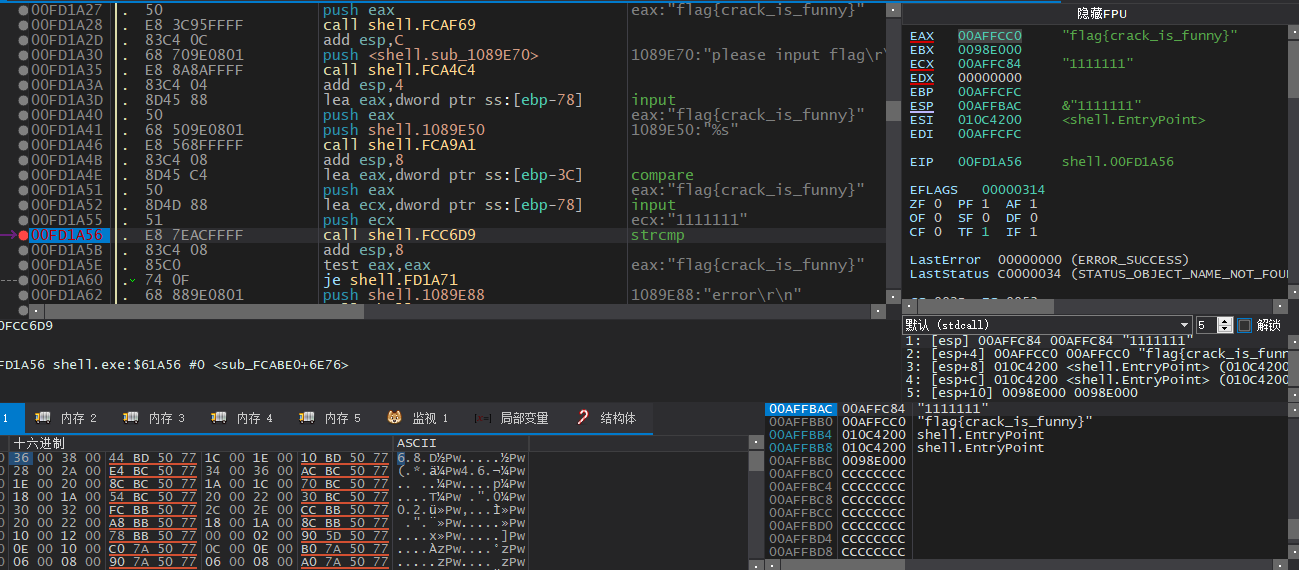 00FD1A27 . 50 push eax eax:"flag{crack_is_funny}"
00FD1A28 . E8 3C95FFFF call shell.FCAF69
00FD1A2D . 83C4 0C add esp,C
00FD1A30 . 68 709E0801 push <shell.sub_1089E70> 1089E70:"please input flag\r\
00FD1A35 . E8 8A8AFFFF call shell.FCA4C4
00FD1A3A . 83C4 04 add esp,4
00FD1A3D . 8D45 88 lea eax,dword ptr ss:[ebp-78] input
00FD1A40 . 50 push eax eax:"flag{crack_is_funny}"
00FD1A41 . 68 509E0801 push shell.1089E50 1089E50:"%s"
00FD1A46 . E8 568FFFFF call shell.FCA9A1
00FD1A4B . 83C4 08 add esp,8
00FD1A4E . 8D45 C4 lea eax,dword ptr ss:[ebp-3C] compare
00FD1A51 . 50 push eax eax:"flag{crack_is_funny}"
00FD1A52 . 8D4D 88 lea ecx,dword ptr ss:[ebp-78] input
00FD1A55 . 51 push ecx ecx:"1111111"
00FD1A56 . E8 7EACFFFF call shell.FCC6D9 strcmp
00FD1A5B . 83C4 08 add esp,8
00FD1A5E . 85C0 test eax,eax eax:"flag{crack_is_funny}"
00FD1A60 . 74 0F je shell.FD1A71
00FD1A62 . 68 889E0801 push shell.1089E88 1089E88:"error\r\n"
隐藏FPU
EAX 00AFFCC0 "flag{crack_is_funny}"
EBX 0098E000
ECX 00AFFC84 "1111111"
EDX 00000000
EBP 00AFFCFC
ESP 00AFFBAC &"1111111"
ESI 010C4200 <shell.EntryPoint>
EDI 00AFFCFC
EIP 00FD1A56 shell.00FD1A56
EFLAGS 00000314
ZF 0 PF 1 AF 1
OF 0 SF 0 DF 0
CF 0 TF 1 IF 1
LastError 00000000 (ERROR_SUCCESS)
LastStatus C0000034 (STATUS_OBJECT_NAME_NOT_FOU
0FCC6D9
FD1A56 shell.exe:$61A56 #0 <sub_FCABE0+6E76>
默认 (stdcall) 5 解锁
1: [esp] 00AFFC84 00AFFC84 "1111111"
2: [esp+4] 00AFFCC0 00AFFCC0 "flag{crack_is_funn
3: [esp+8] 010C4200 <shell.EntryPoint> (010C4200
4: [esp+C] 010C4200 <shell.EntryPoint> (010C4200
5: [esp+10] 0098E000 0098E000
1 内存 2 内存 3 内存 4 内存 5 监视 1 局部变量 结构体
十六进制 ASCII
36 00 38 00 44 BD 50 77 1C 00 1E 00 10 BD 50 77 6.8.D½Pw.....½Pw
28 00 2A 00 E4 BC 50 77 34 00 36 00 AC BC 50 77 (.*.ä¼Pw4.6.¬¼Pw
1E 00 20 00 8C BC 50 77 1A 00 1C 00 70 BC 50 77 .. ..¼Pw....p¼Pw
18 00 1A 00 54 BC 50 77 20 00 22 00 30 BC 50 77 ....T¼Pw .".0¼Pw
30 00 32 00 FC BB 50 77 2C 00 2E 00 CC BB 50 77 0.2.ü»Pw,...Ì»Pw
20 00 22 00 A8 BB 50 77 18 00 1A 00 8C BB 50 77 .".¨»Pw.....»Pw
10 00 12 00 78 BB 50 77 00 00 02 00 90 5D 50 77 ....x»Pw.....]Pw
0E 00 10 00 C0 7A 50 77 0C 00 0E 00 B0 7A 50 77 ....ÀzPw....°zPw
06 00 08 00 90 7A 50 77 06 00 08 00 A0 7A 50 77 .....zPw.... zPw
00AFFBAC 00AFFC84 "1111111"
00AFFBB0 00AFFCC0 "flag{crack_is_funny}"
00AFFBB4 010C4200 shell.EntryPoint
00AFFBB8 010C4200 shell.EntryPoint
00AFFBBC 0098E000
00AFFBC0 CCCCCCCC
00AFFBC4 CCCCCCCC
00AFFBC8 CCCCCCCC
00AFFBCC CCCCCCCC
00AFFBD0 CCCCCCCC
00AFFBD4 CCCCCCCC
00AFFBD8 CCCCCCCC